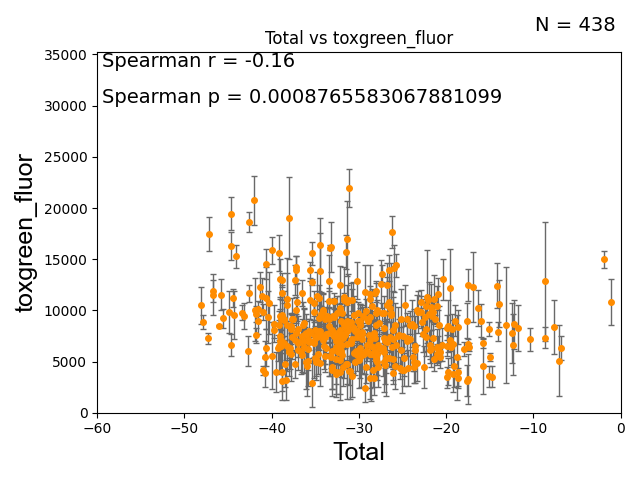 N = 438
Total vs toxgreen_fluor
Spearman r = -0.16
Spearman p = 0.0008765583067881099
35000
30000
25000
20000
15000
10000
5000
0
toxgreen_fluor
−60 −50 −40 −30 −20 −10 0
Total